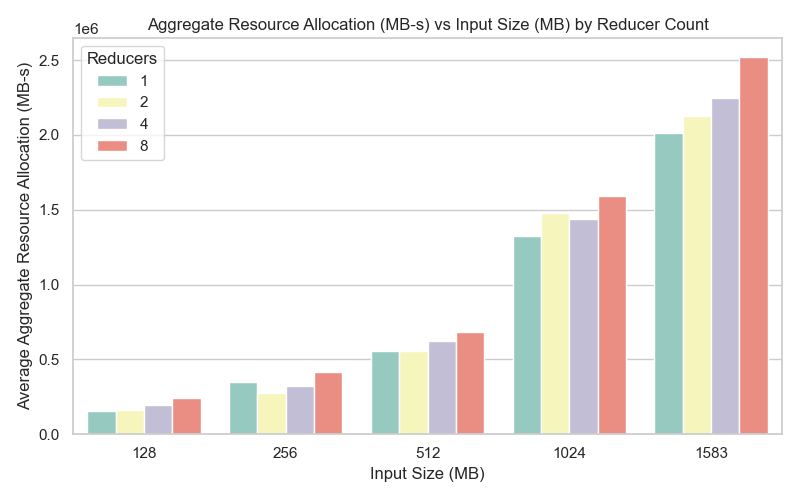 Aggregate Resource Allocation (MB-s) vs Input Size (MB) by Reducer Count
1e6
Reducers
1
2
4
8
Average Aggregate Resource Allocation (MB-s)
2.5
2.0
1.5
1.0
0.5
0.0
128 256 512 1024 1583
Input Size (MB)